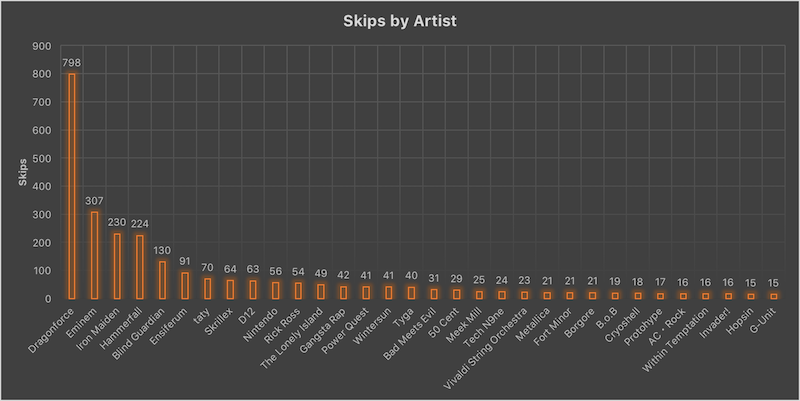 Skips by Artist
Skips
900
800
700
600
500
400
300
200
100
0
798
307
230
224
130
91
70
64
63
56
54
49
42
41
41
40
31
29
25
24
23
21
21
21
19
18
17
16
16
16
15
15
Dragonforce
Eminem
Iron Maiden
Hammerfall
Blind Guardian
Ensiferum
taty
Skrillex
D12
Nintendo
Rick Ross
The Lonely Island
Gangsta Rap
Power Quest
Wintersun
Tyga
Bad Meets Evil
50 Cent
Meek Mill
Tech N9ne
Vivaldi String Orchestra
Metallica
Fort Minor
Borgore
B.o.B
Cryoshell
Protohype
AC - Rock
Within Temptation
Invader!
Hopsin
G-Unit